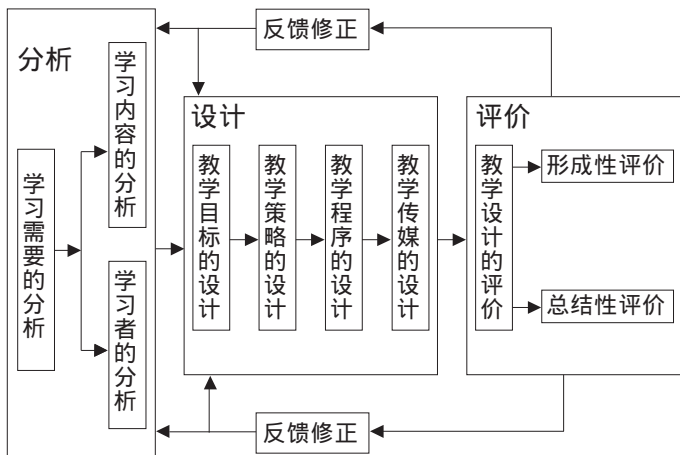 反馈修正
分析
学习需要的分析
学习内容的分析
学习者的分析
设计
教学目标的设计
教学策略的设计
教学程序的设计
教学传媒的设计
评价
教学设计的评价
形成性评价
总结性评价
反馈修正